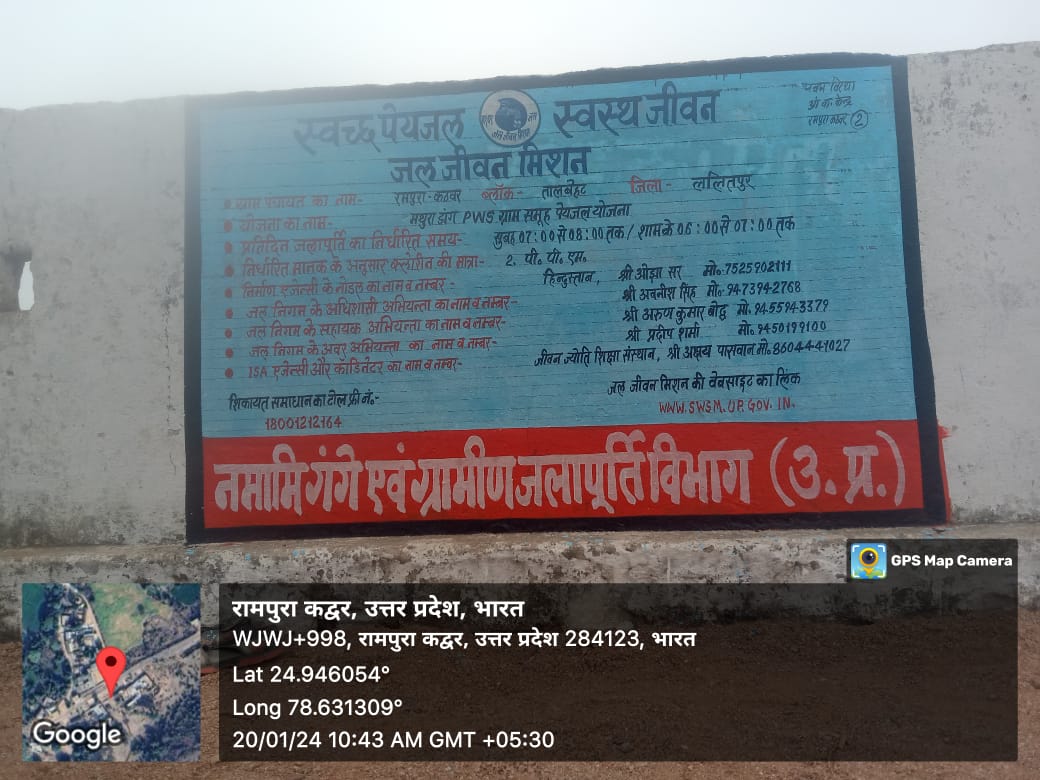 स्वच्छ पेयजल स्वस्थ जीवन
जल जीवन मिशन
ग्राम पंचायत का नाम- रमपुरा-कठवर ब्लॉक- तालबेहट जिला- ललितपुर
योजना का नाम- मथुरा डांग PWS ग्राम समूह पेयजल योजना
प्रतिदिन जलापूर्ति का निर्धारित समय- सुबह 07:00 से 08:00 तक / शाम के 06:00 से 07:00 तक
निर्धारित मानक के अनुसार क्लोरीन की मात्रा- 2. पी. पी. एम.
निर्माण एजेन्सी के नोडल का नाम व नम्बर- हिन्दुस्तान, श्री ओझा सर मो. 7525902111
जल निगम के अधिशासी अभियन्ता का नाम व नम्बर- श्री अवनीश सिंह मो. 9473942768
जल निगम के सहायक अभियन्ता का नाम व नम्बर- श्री अरुण कुमार बौद्ध मो. 9455943379
जल निगम के अवर अभियन्ता का नाम व नम्बर- श्री प्रदीप शर्मा मो. 9450199100
ISA एजेन्सी और कॉडिनेटर का नाम व नम्बर- जीवन ज्योति शिक्षा संस्थान, श्री अक्षय पासवान मो. 8604441027
शिकायत समाधान का टोल फ्री नं.- जल जीवन मिशन की वेबसाइट का लिंक
18001212164 WWW.SWSM.UP.GOV.IN.
नमामि गंगे एवं ग्रामीण जलापूर्ति विभाग (उ. प्र.)
GPS Map Camera
रामपुरा कद्वर, उत्तर प्रदेश, भारत
WJWJ+998, रामपुरा कद्वर, उत्तर प्रदेश 284123, भारत
Lat 24.946054°
Long 78.631309°
20/01/24 10:43 AM GMT +05:30
Google